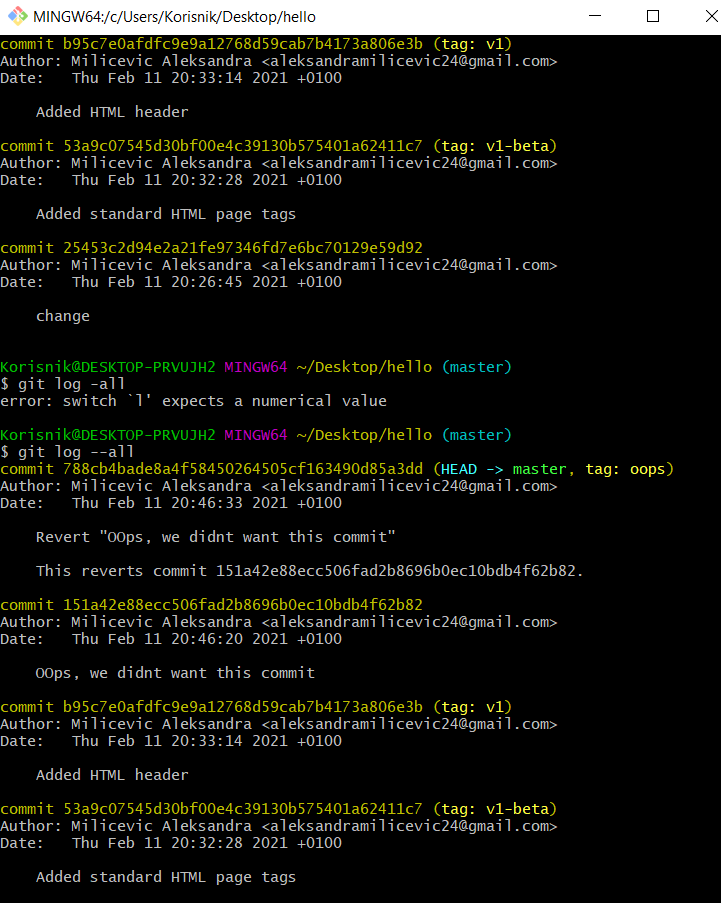 MINGW64:/c/Users/Korisnik/Desktop/hello
commit b95c7e0afdfc9e9a12768d59cab7b4173a806e3b (tag: v1)
Author: Milicevic Aleksandra <aleksandramilicevic24@gmail.com>
Date:   Thu Feb 11 20:33:14 2021 +0100
    Added HTML header
commit 53a9c07545d30bf00e4c39130b575401a62411c7 (tag: v1-beta)
Author: Milicevic Aleksandra <aleksandramilicevic24@gmail.com>
Date:   Thu Feb 11 20:32:28 2021 +0100
    Added standard HTML page tags
commit 25453c2d94e2a21fe97346fd7e6bc70129e59d92
Author: Milicevic Aleksandra <aleksandramilicevic24@gmail.com>
Date:   Thu Feb 11 20:26:45 2021 +0100
    change
Korisnik@DESKTOP-PRVUJH2 MINGW64 ~/Desktop/hello (master)
$ git log -all
error: switch `l' expects a numerical value
Korisnik@DESKTOP-PRVUJH2 MINGW64 ~/Desktop/hello (master)
$ git log --all
commit 788cb4bade8a4f58450264505cf163490d85a3dd (HEAD -> master, tag: oops)
Author: Milicevic Aleksandra <aleksandramilicevic24@gmail.com>
Date:   Thu Feb 11 20:46:33 2021 +0100
    Revert "OOps, we didnt want this commit"
    This reverts commit 151a42e88ecc506fad2b8696b0ec10bdb4f62b82.
commit 151a42e88ecc506fad2b8696b0ec10bdb4f62b82
Author: Milicevic Aleksandra <aleksandramilicevic24@gmail.com>
Date:   Thu Feb 11 20:46:20 2021 +0100
    OOps, we didnt want this commit
commit b95c7e0afdfc9e9a12768d59cab7b4173a806e3b (tag: v1)
Author: Milicevic Aleksandra <aleksandramilicevic24@gmail.com>
Date:   Thu Feb 11 20:33:14 2021 +0100
    Added HTML header
commit 53a9c07545d30bf00e4c39130b575401a62411c7 (tag: v1-beta)
Author: Milicevic Aleksandra <aleksandramilicevic24@gmail.com>
Date:   Thu Feb 11 20:32:28 2021 +0100
    Added standard HTML page tags